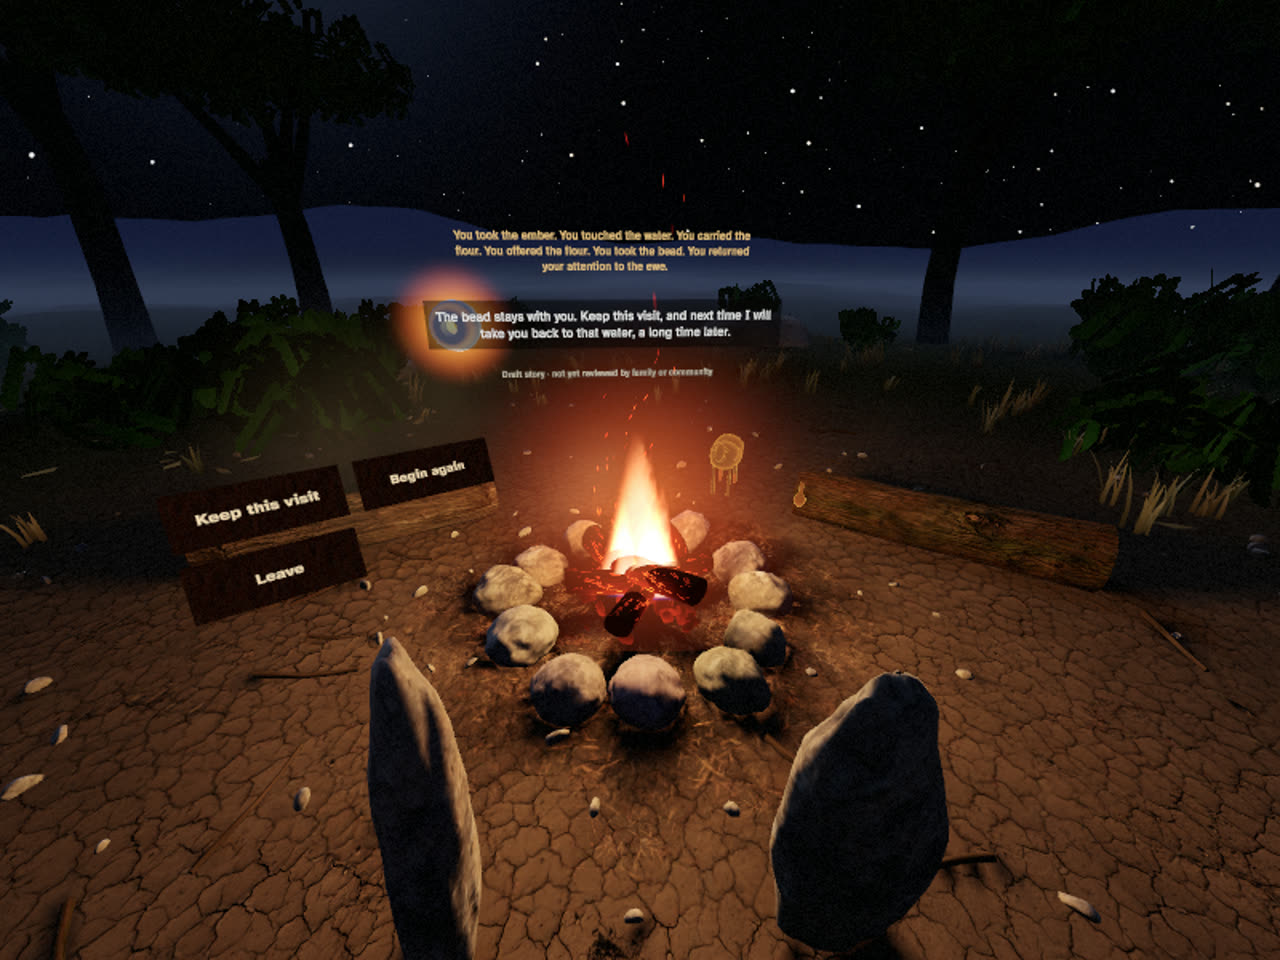 You took the ember. You touched the water. You carried the
flour. You offered the flour. You took the bead. You returned
your attention to the ewe.
The bead stays with you. Keep this visit, and next time I will
take you back to that water, a long time later.
Draft story - not yet reviewed by family or community
Keep this visit
Begin again
Leave